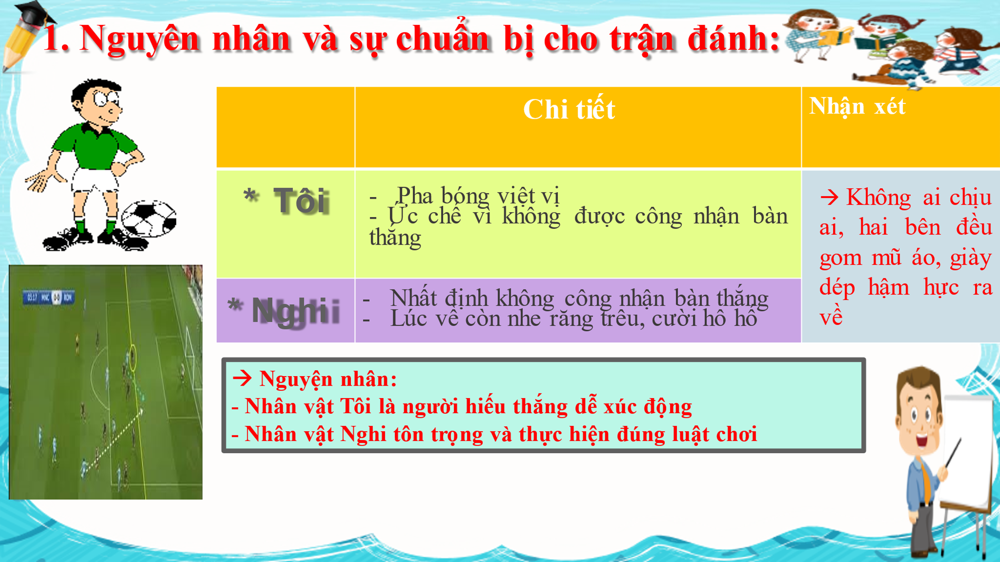 1. Nguyên nhân và sự chuẩn bị cho trận đánh:
Chi tiết
Nhận xét
* Tôi
- Pha bóng việt vị
- Ức chế vì không được công nhận bàn
thắng
→ Không ai chịu
ai, hai bên đều
gom mũ áo, giày
dép hậm hực ra
về
* Nghi
- Nhất định không công nhận bàn thắng
- Lúc về còn nhe răng trêu, cười hô hố
03:17 MNC 0-0 ROM
→ Nguyện nhân:
- Nhân vật Tôi là người hiếu thắng dễ xúc động
- Nhân vật Nghi tôn trọng và thực hiện đúng luật chơi